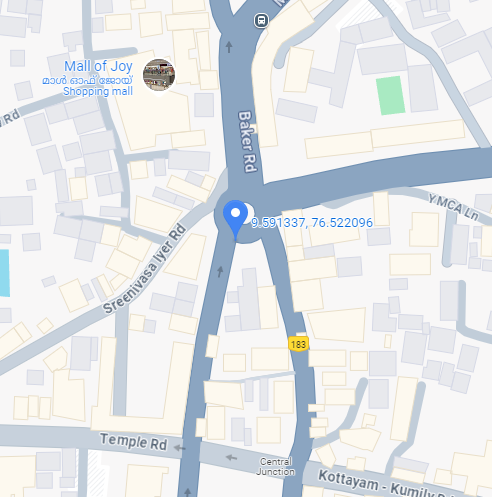 Mall of Joy
മാൾ ഓഫ് ജോയ്
Shopping mall
Rd
Baker Rd
YMCA Ln
9.591337, 76.522096
Sreenivasa Iyer Rd
183
Temple Rd
Central
Junction
Kottayam - Kumily